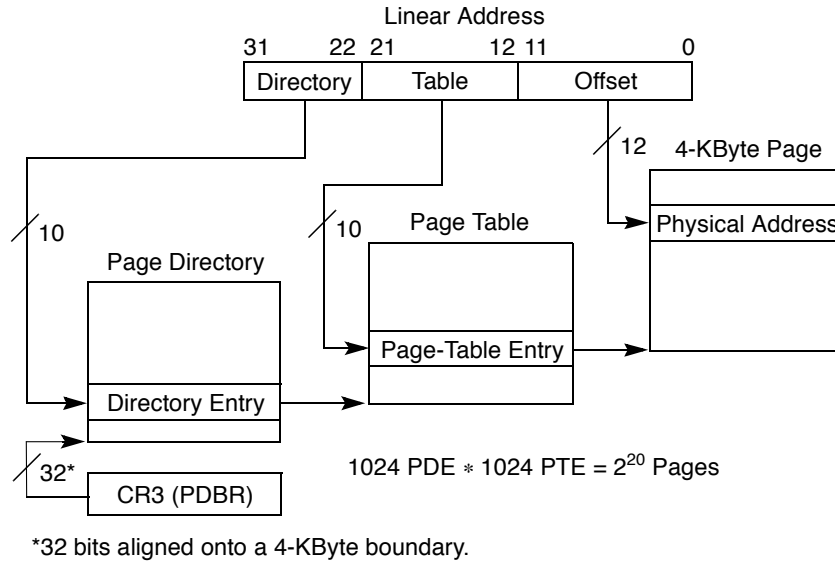 Linear Address
31 22 21 12 11 0
Directory Table Offset
12 4-KByte Page
Physical Address
10
10 Page Table
Page Directory
Page-Table Entry
Directory Entry
32*
CR3 (PDBR)
1024 PDE * 1024 PTE = 2²⁰ Pages
*32 bits aligned onto a 4-KByte boundary.